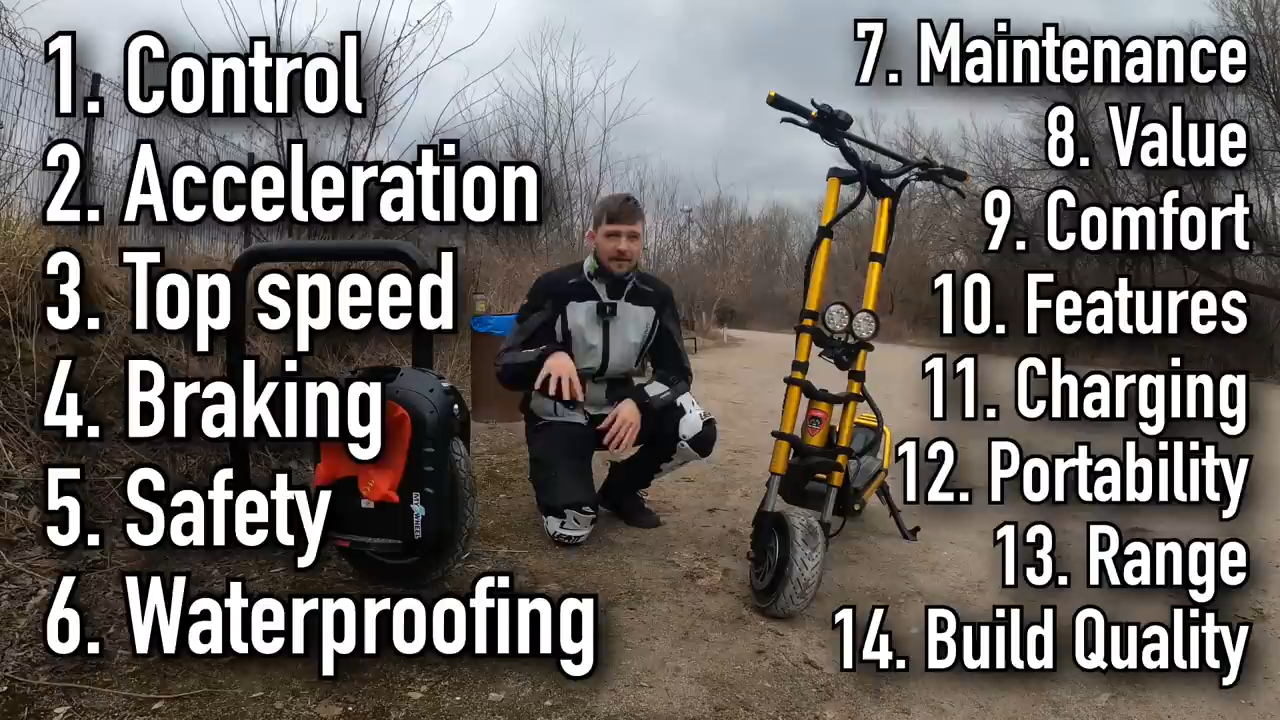 1. Control
2. Acceleration
3. Top speed
4. Braking
5. Safety
6. Waterproofing
7. Maintenance
8. Value
9. Comfort
10. Features
11. Charging
12. Portability
13. Range
14. Build Quality